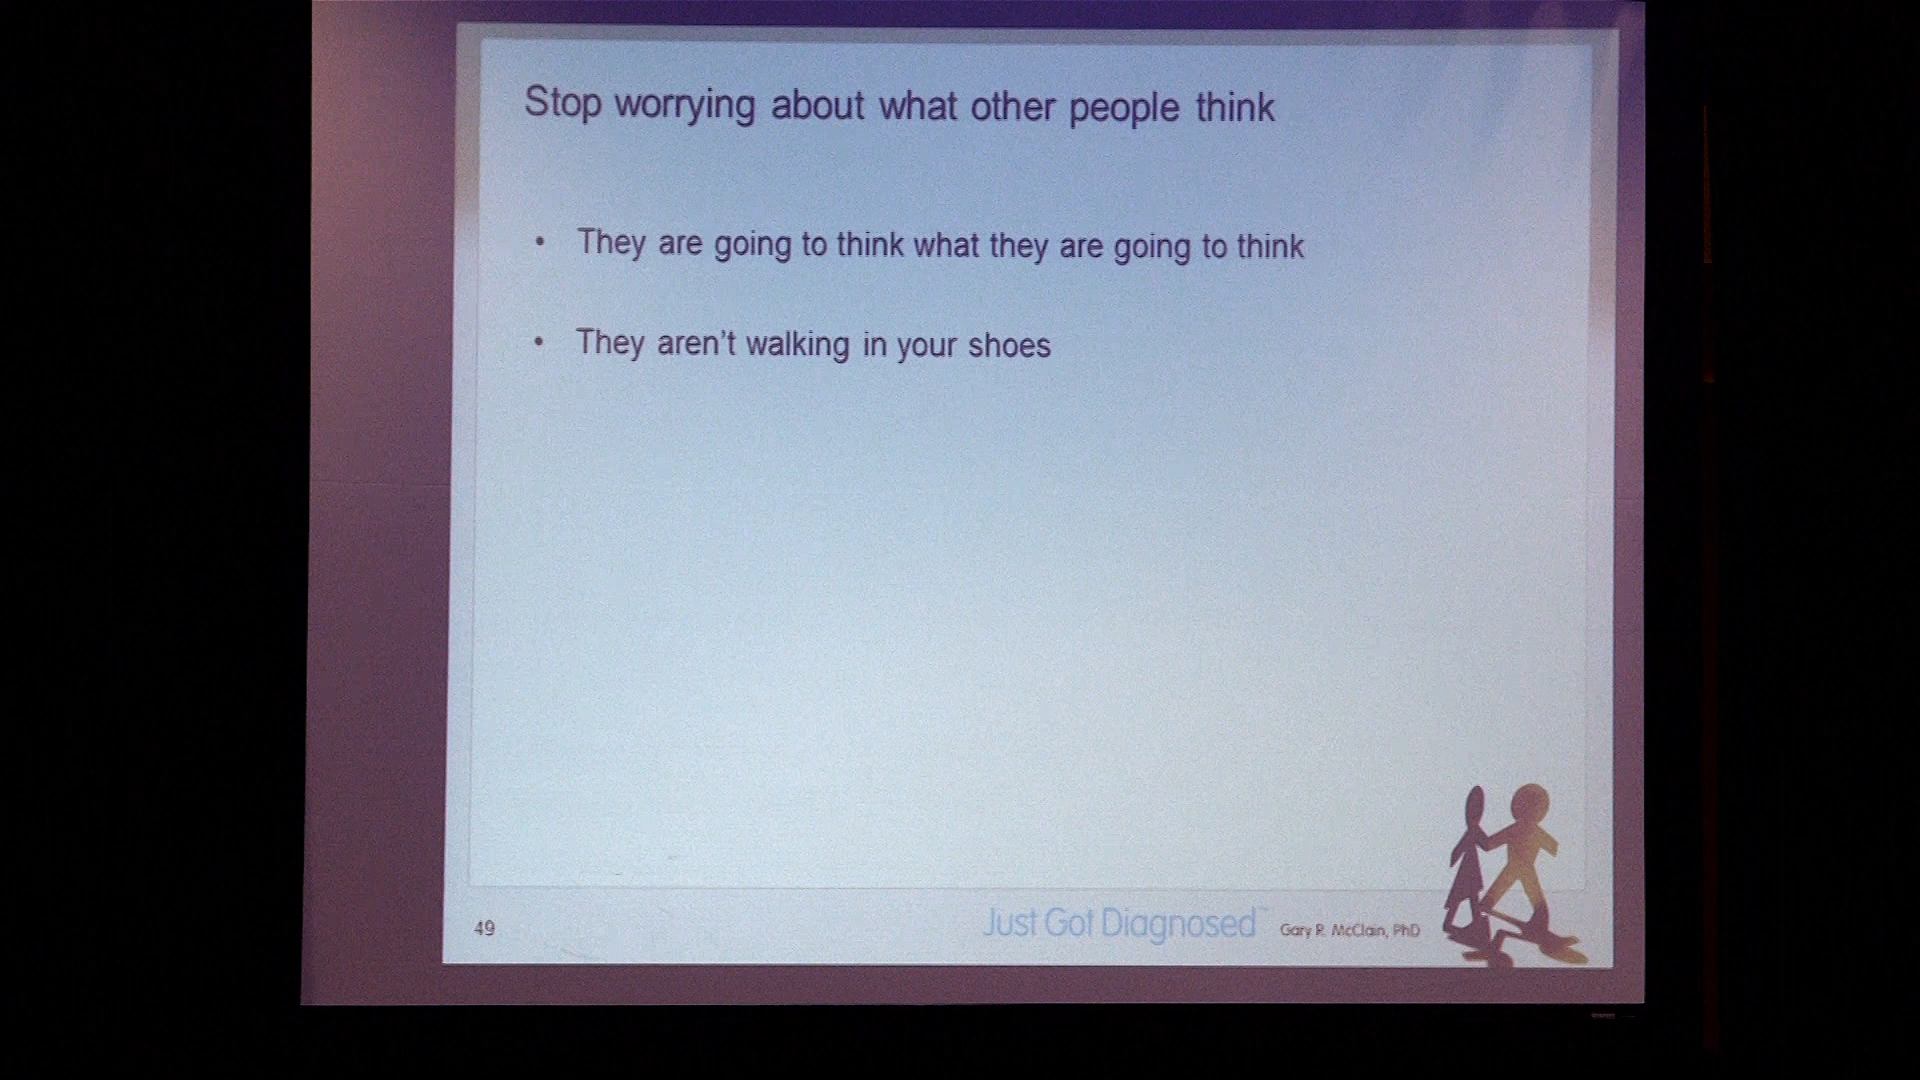 Stop worrying about what other people think
• They are going to think what they are going to think
• They aren't walking in your shoes
49
Just Got Diagnosed™
Gary R. McClain, PhD